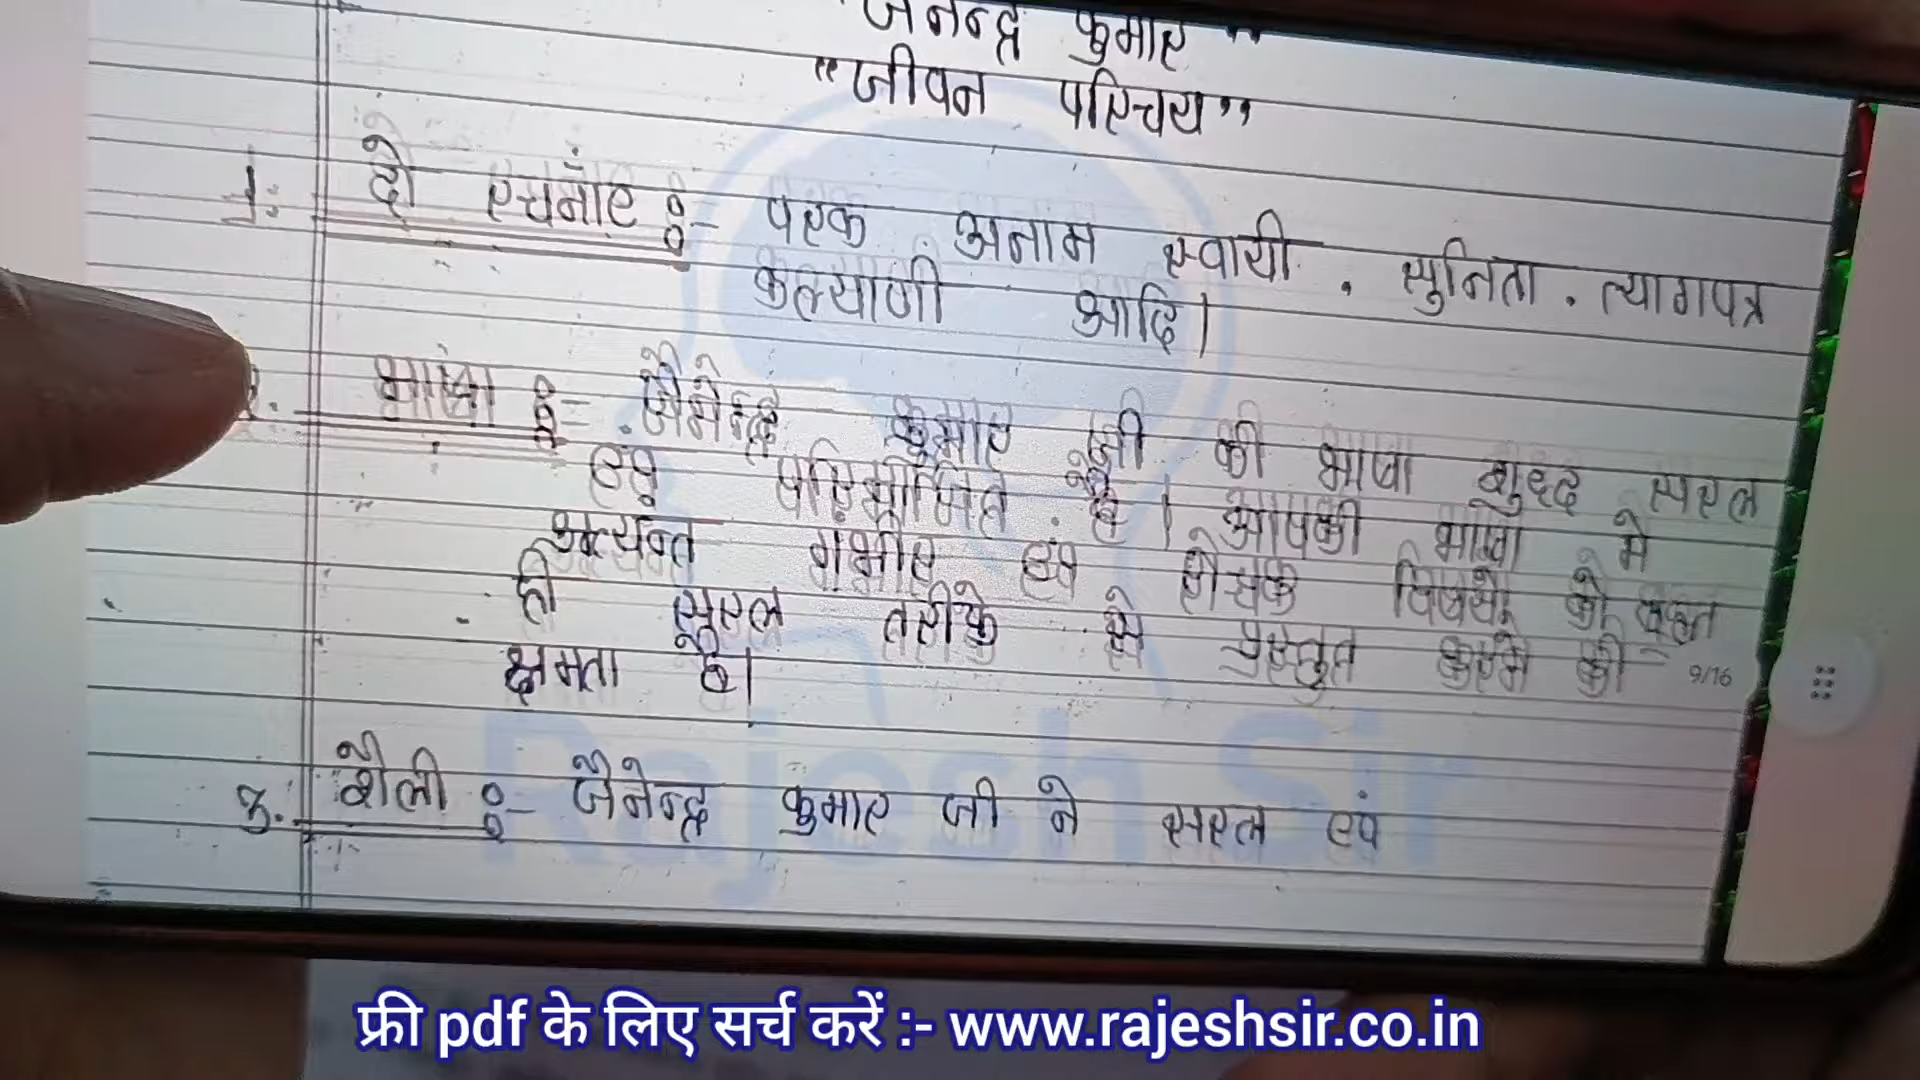 "जैनेन्द्र कुमार"
"जीवन परिचय"
1. दो रचनाँए :- परक अनाम स्वायी . सुनिता . त्यागपत्र
कल्याणी आदि।
2. भाषा :- जैनेन्द्र कुमार जी की भाषा शुध्द सरल
एवं परिमार्जित है। आपकी भाषा मे
अत्यन्त गंभीर एवं रोचक विषयो को बहुत
ही सरल तरीके से प्रस्तुत करने की
क्षमता है।
9/16
3. शैली :- जैनेन्द्र कुमार जी ने सरल एवं
Rajesh Sir
फ्री pdf के लिए सर्च करें :- www.rajeshsir.co.in